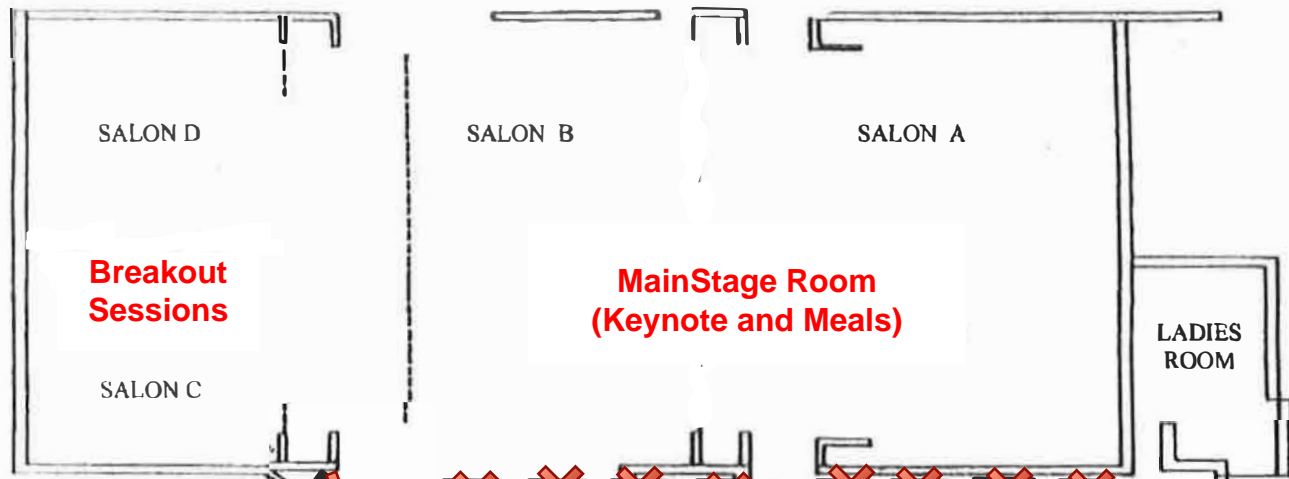 SALON D
SALON B
SALON A
Breakout
Sessions
MainStage Room
(Keynote and Meals)
LADIES
ROOM
SALON C